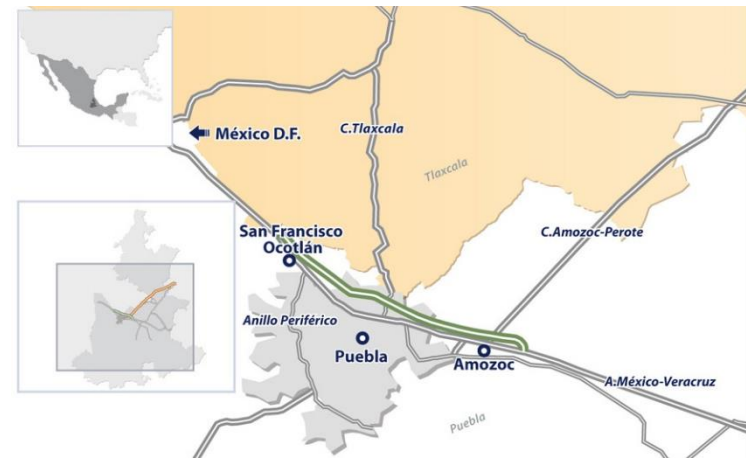 México D.F.
C.Tlaxcala
Tlaxcala
San Francisco
Ocotlán
C.Amozoc-Perote
Anillo Periférico
Puebla
Amozoc
A.México-Veracruz
Puebla